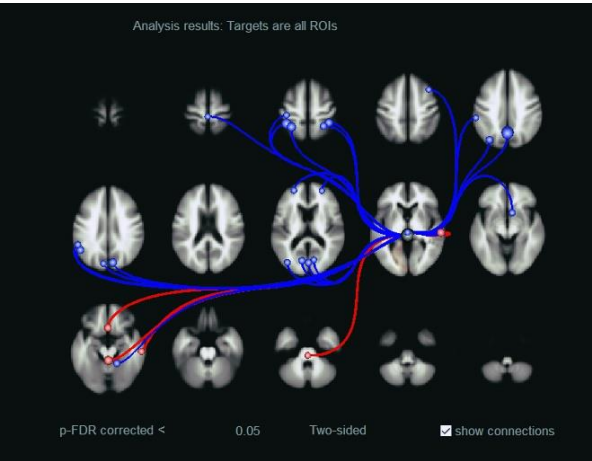 Analysis results: Targets are all ROIs
p-FDR corrected < 0.05 Two-sided show connections